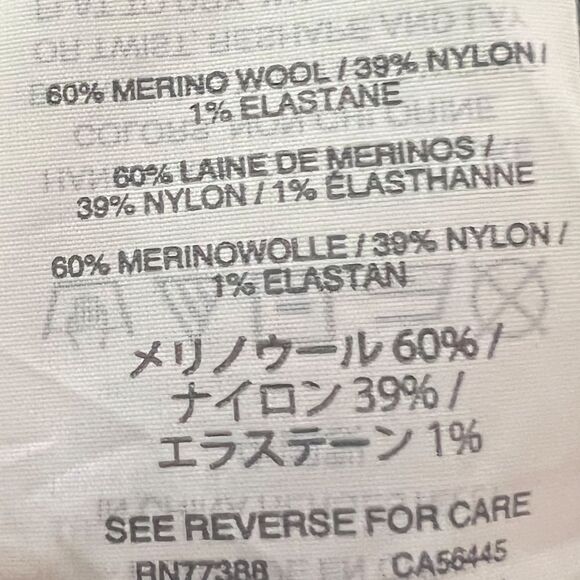 60% MERINO WOOL / 39% NYLON /
1% ELASTANE
60% LAINE DE MERINOS /
39% NYLON / 1% ÉLASTHANNE
60% MERINOWOLLE / 39% NYLON /
1% ELASTAN
メリノウール 60% /
ナイロン 39% /
エラステーン 1%
SEE REVERSE FOR CARE
RN77388 CA56445